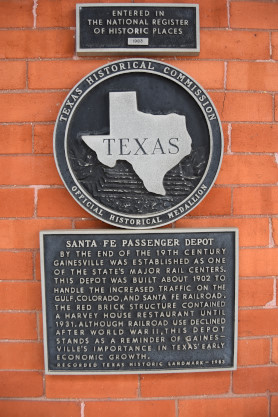 ENTERED IN
THE NATIONAL REGISTER
OF HISTORIC PLACES
TEXAS HISTORICAL COMMISSION
TEXAS
OFFICIAL HISTORICAL MEDALLION
SANTA FE PASSENGER DEPOT
BY THE END OF THE 19TH CENTURY
GAINESVILLE WAS ESTABLISHED AS ONE
OF THE STATE'S MAJOR RAIL CENTERS.
THIS DEPOT WAS BUILT ABOUT 1902 TO
HANDLE THE INCREASED TRAFFIC ON THE
GULF, COLORADO, AND SANTA FE RAILROAD.
THE RED BRICK STRUCTURE CONTAINED
A HARVEY HOUSE RESTAURANT UNTIL
1931. ALTHOUGH RAILROAD USE DECLINED
AFTER WORLD WAR II, THIS DEPOT
STANDS AS A REMINDER OF GAINES-
VILLE'S IMPORTANCE IN TEXAS' EARLY
ECONOMIC GROWTH.
RECORDED TEXAS HISTORIC LANDMARK - 1983